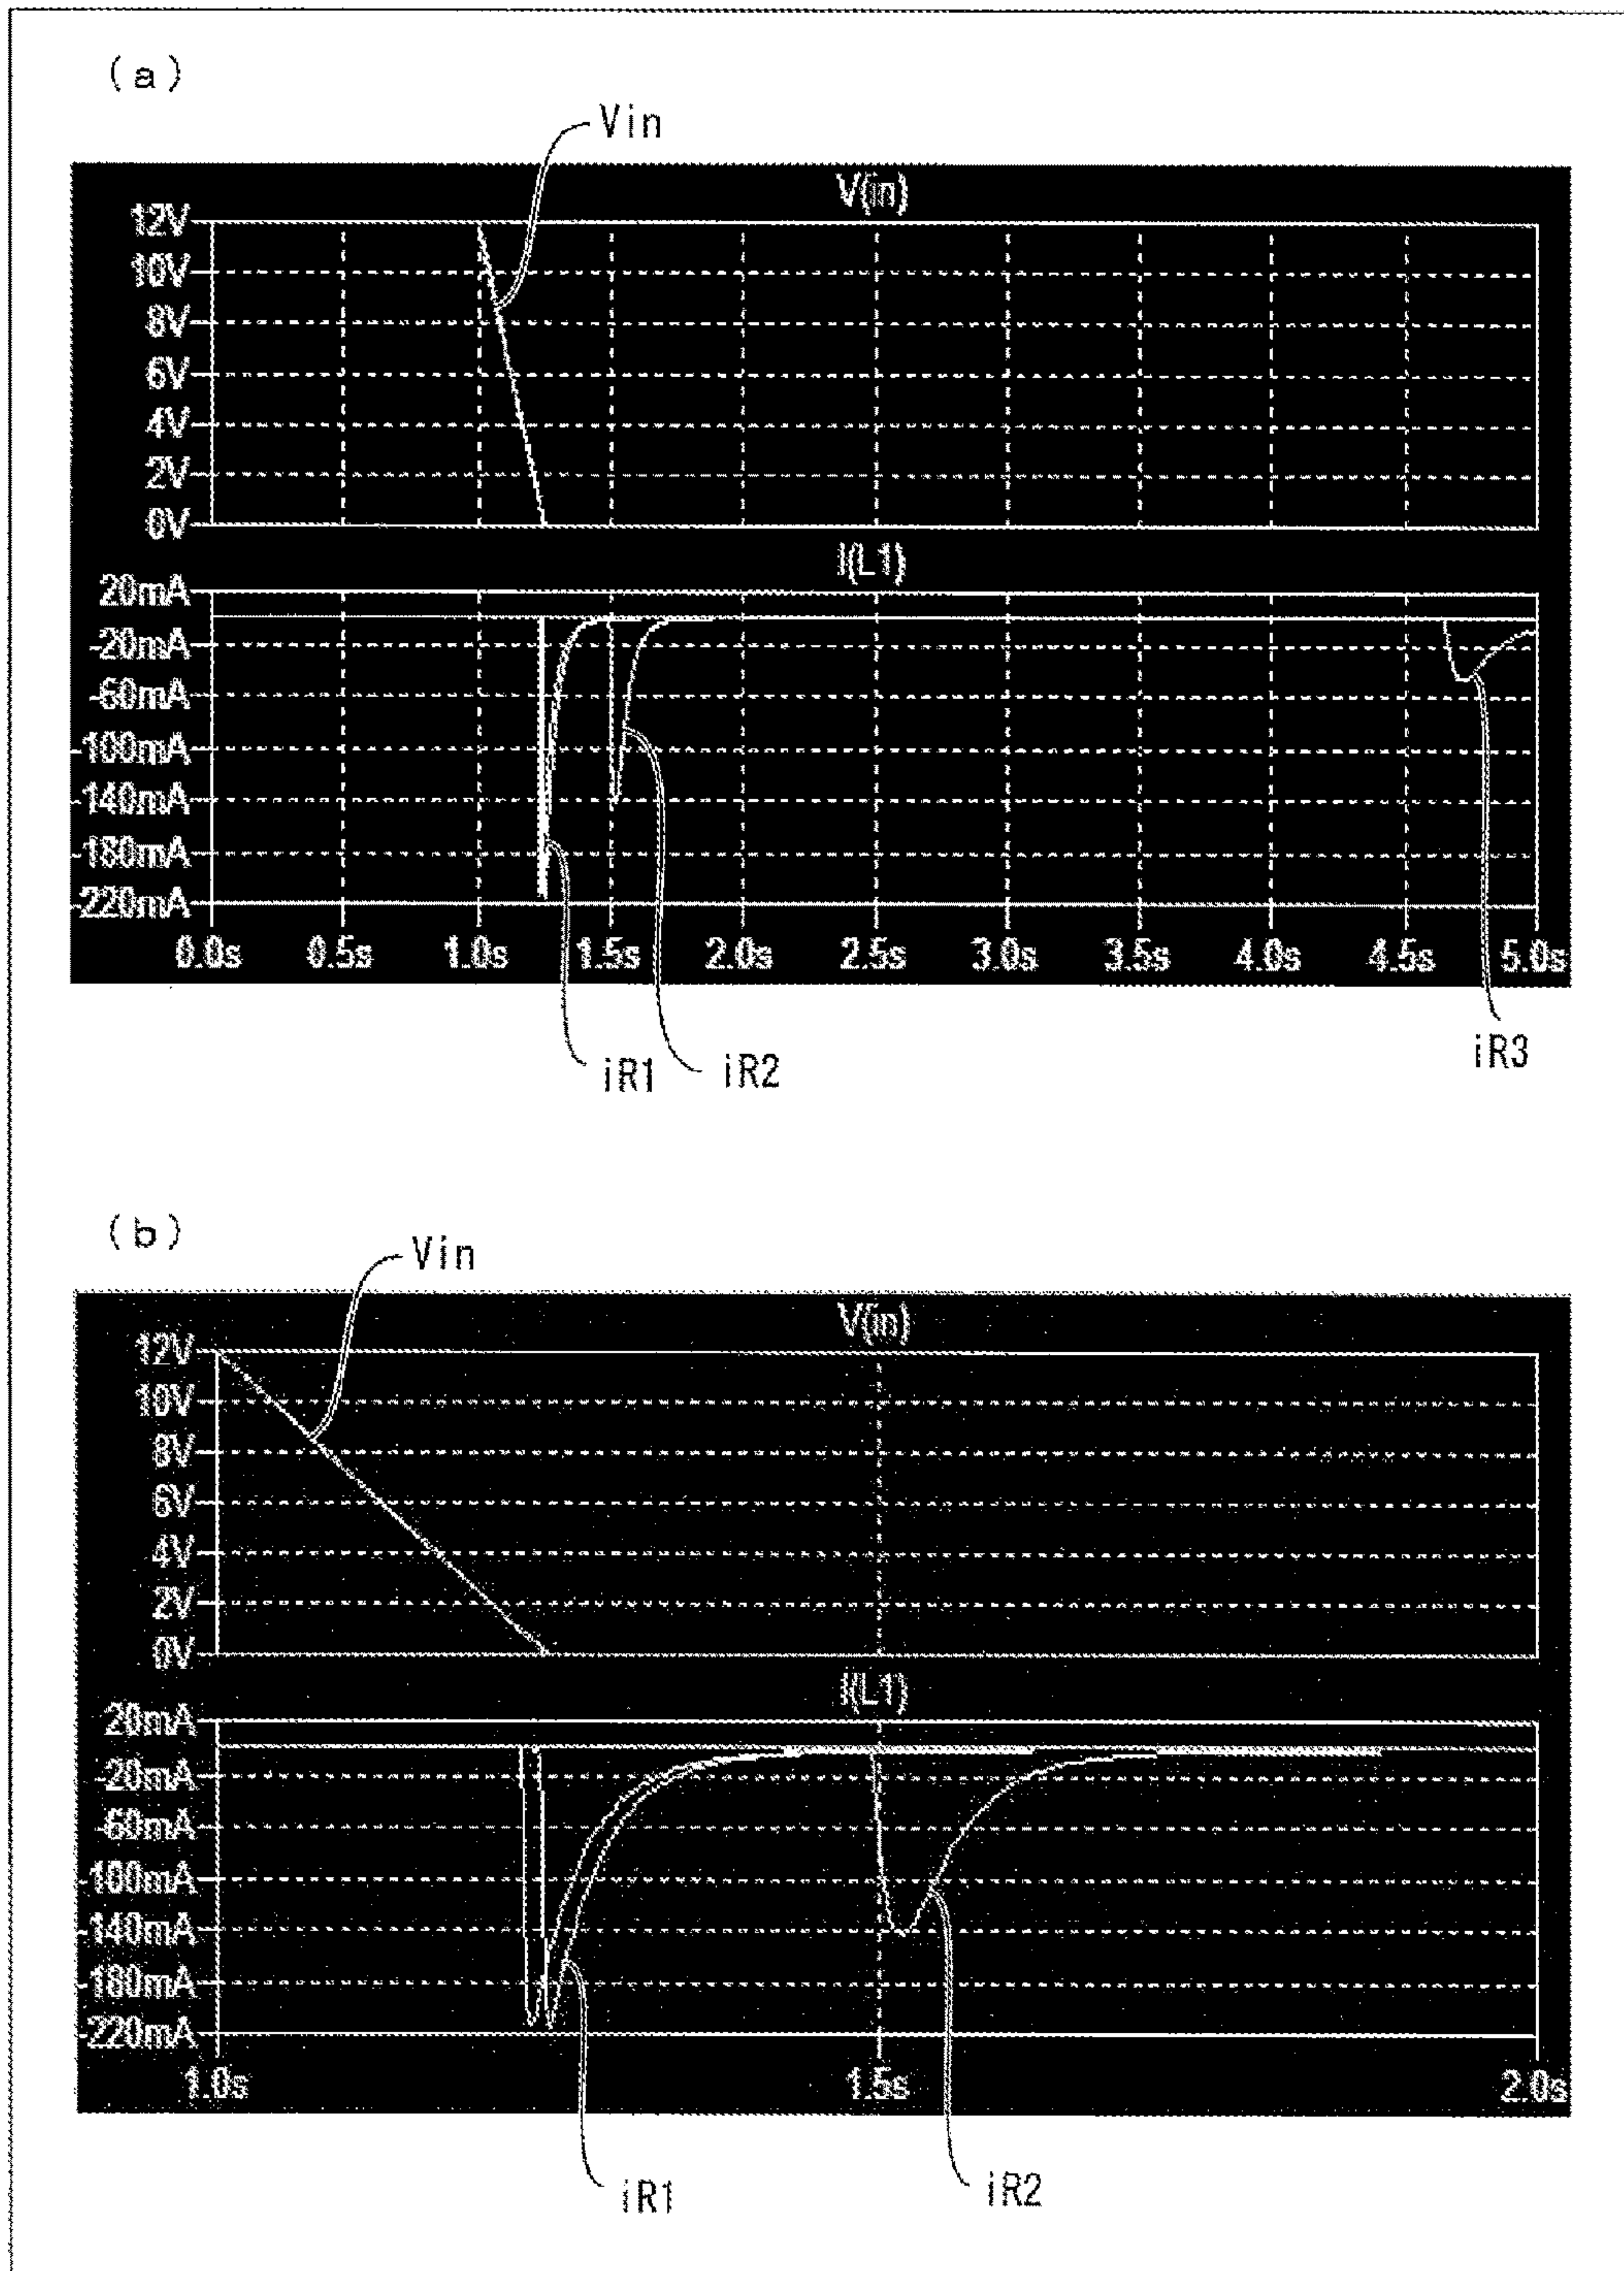 (a)
Vin
V(in)
12V
10V
8V
6V
4V
2V
0V
I(L1)
20mA
-20mA
-60mA
-100mA
-140mA
-180mA
-220mA
0.0s 0.5s 1.0s 1.5s 2.0s 2.5s 3.0s 3.5s 4.0s 4.5s 5.0s
iR1 iR2 iR3
(b)
Vin
V(in)
12V
10V
8V
6V
4V
2V
0V
I(L1)
20mA
-20mA
-60mA
-100mA
-140mA
-180mA
-220mA
1.0s 1.5s 2.0s
iR1 iR2